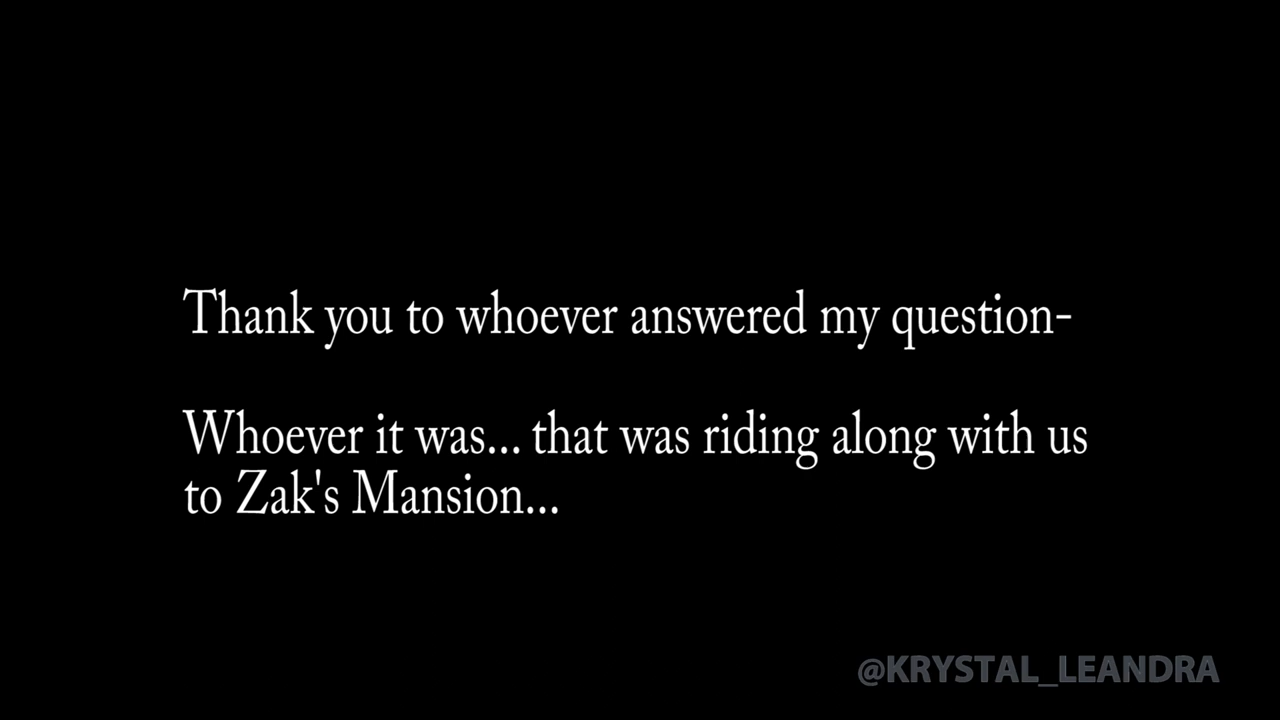 Thank you to whoever answered my question-
Whoever it was... that was riding along with us
to Zak's Mansion...
@KRYSTAL_LEANDRA